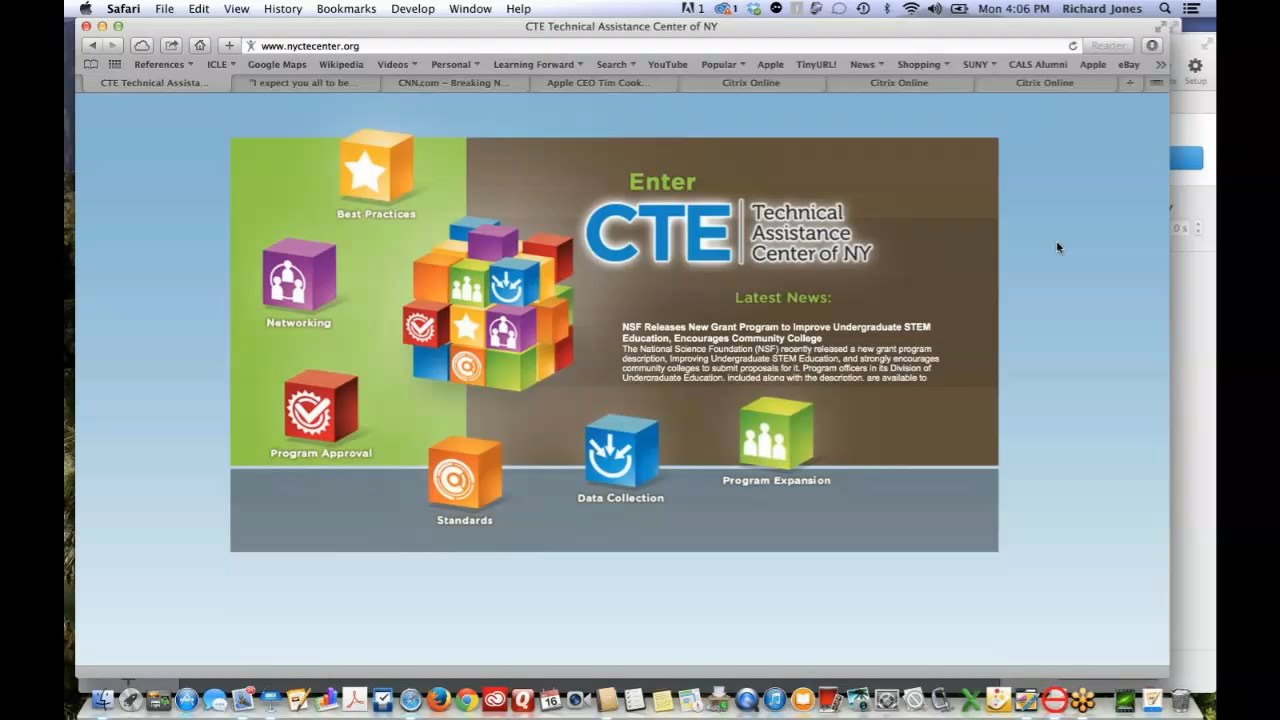 Safari File Edit View History Bookmarks Develop Window Help
1 1 Mon 4:06 PM Richard Jones
CTE Technical Assistance Center of NY
www.nyctecenter.org
Reader
References ICLE Google Maps Wikipedia Videos Personal Learning Forward Search YouTube Popular Apple TinyURL! News Shopping SUNY CALS Alumni Apple eBay
Setup
CTE Technical Assista...
"I expect you all to be...
CNN.com – Breaking N...
Apple CEO Tim Cook...
Citrix Online
Citrix Online
Citrix Online
Best Practices
Networking
Program Approval
Standards
Data Collection
Program Expansion
Enter
CTE
Technical
Assistance
Center of NY
Latest News:
NSF Releases New Grant Program to Improve Undergraduate STEM
Education, Encourages Community College
The National Science Foundation (NSF) recently released a new grant program
description, Improving Undergraduate STEM Education, and strongly encourages
community colleges to submit proposals for it. Program officers in its Division of
Undergraduate Education, included along with the description, are available to
0 s
16